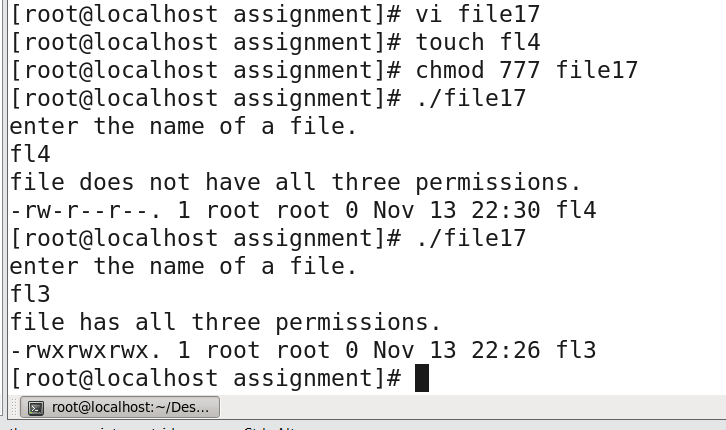 [root@localhost assignment]# vi file17
[root@localhost assignment]# touch fl4
[root@localhost assignment]# chmod 777 file17
[root@localhost assignment]# ./file17
enter the name of a file.
fl4
file does not have all three permissions.
-rw-r--r--. 1 root root 0 Nov 13 22:30 fl4
[root@localhost assignment]# ./file17
enter the name of a file.
fl3
file has all three permissions.
-rwxrwxrwx. 1 root root 0 Nov 13 22:26 fl3
[root@localhost assignment]#
root@localhost:~/Des...